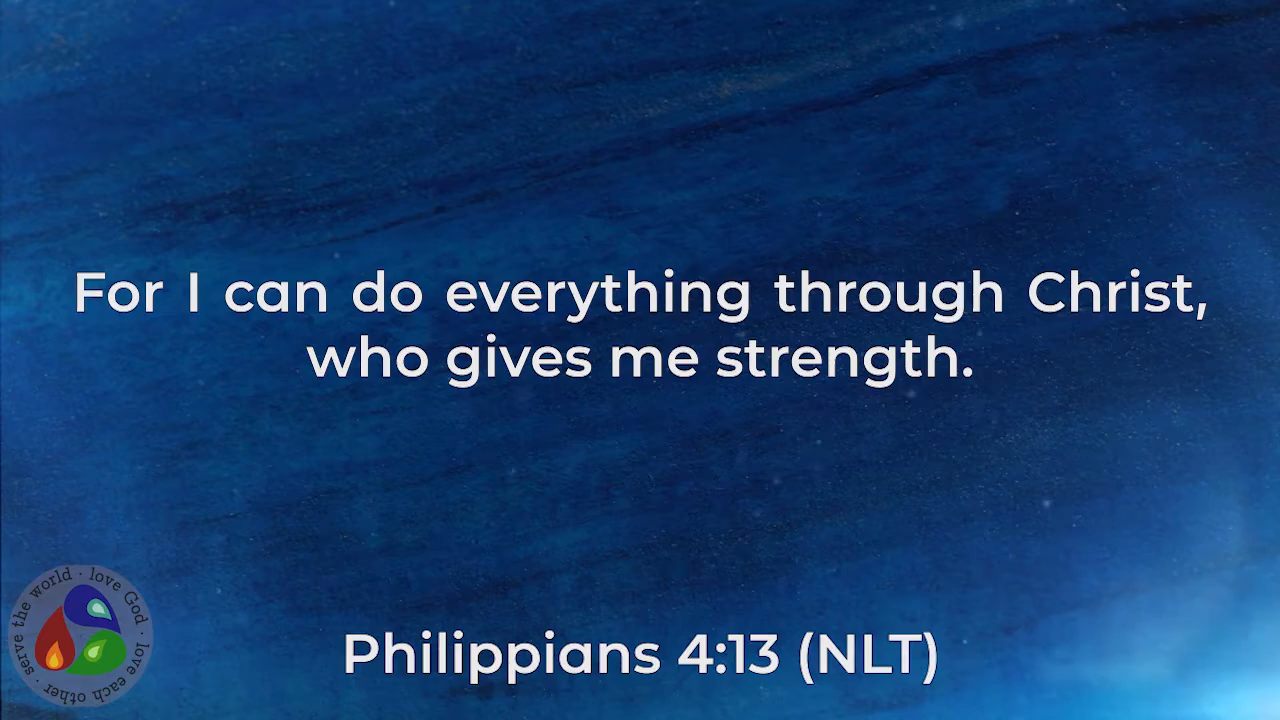 For I can do everything through Christ,
who gives me strength.
Philippians 4:13 (NLT)
serve the world · love God · love each other ·